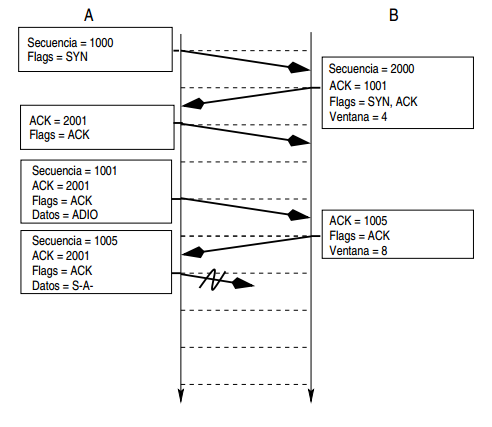 A
B
Secuencia = 1000
Flags = SYN
Secuencia = 2000
ACK = 1001
Flags = SYN, ACK
Ventana = 4
ACK = 2001
Flags = ACK
Secuencia = 1001
ACK = 2001
Flags = ACK
Datos = ADIO
ACK = 1005
Flags = ACK
Ventana = 8
Secuencia = 1005
ACK = 2001
Flags = ACK
Datos = S-A-